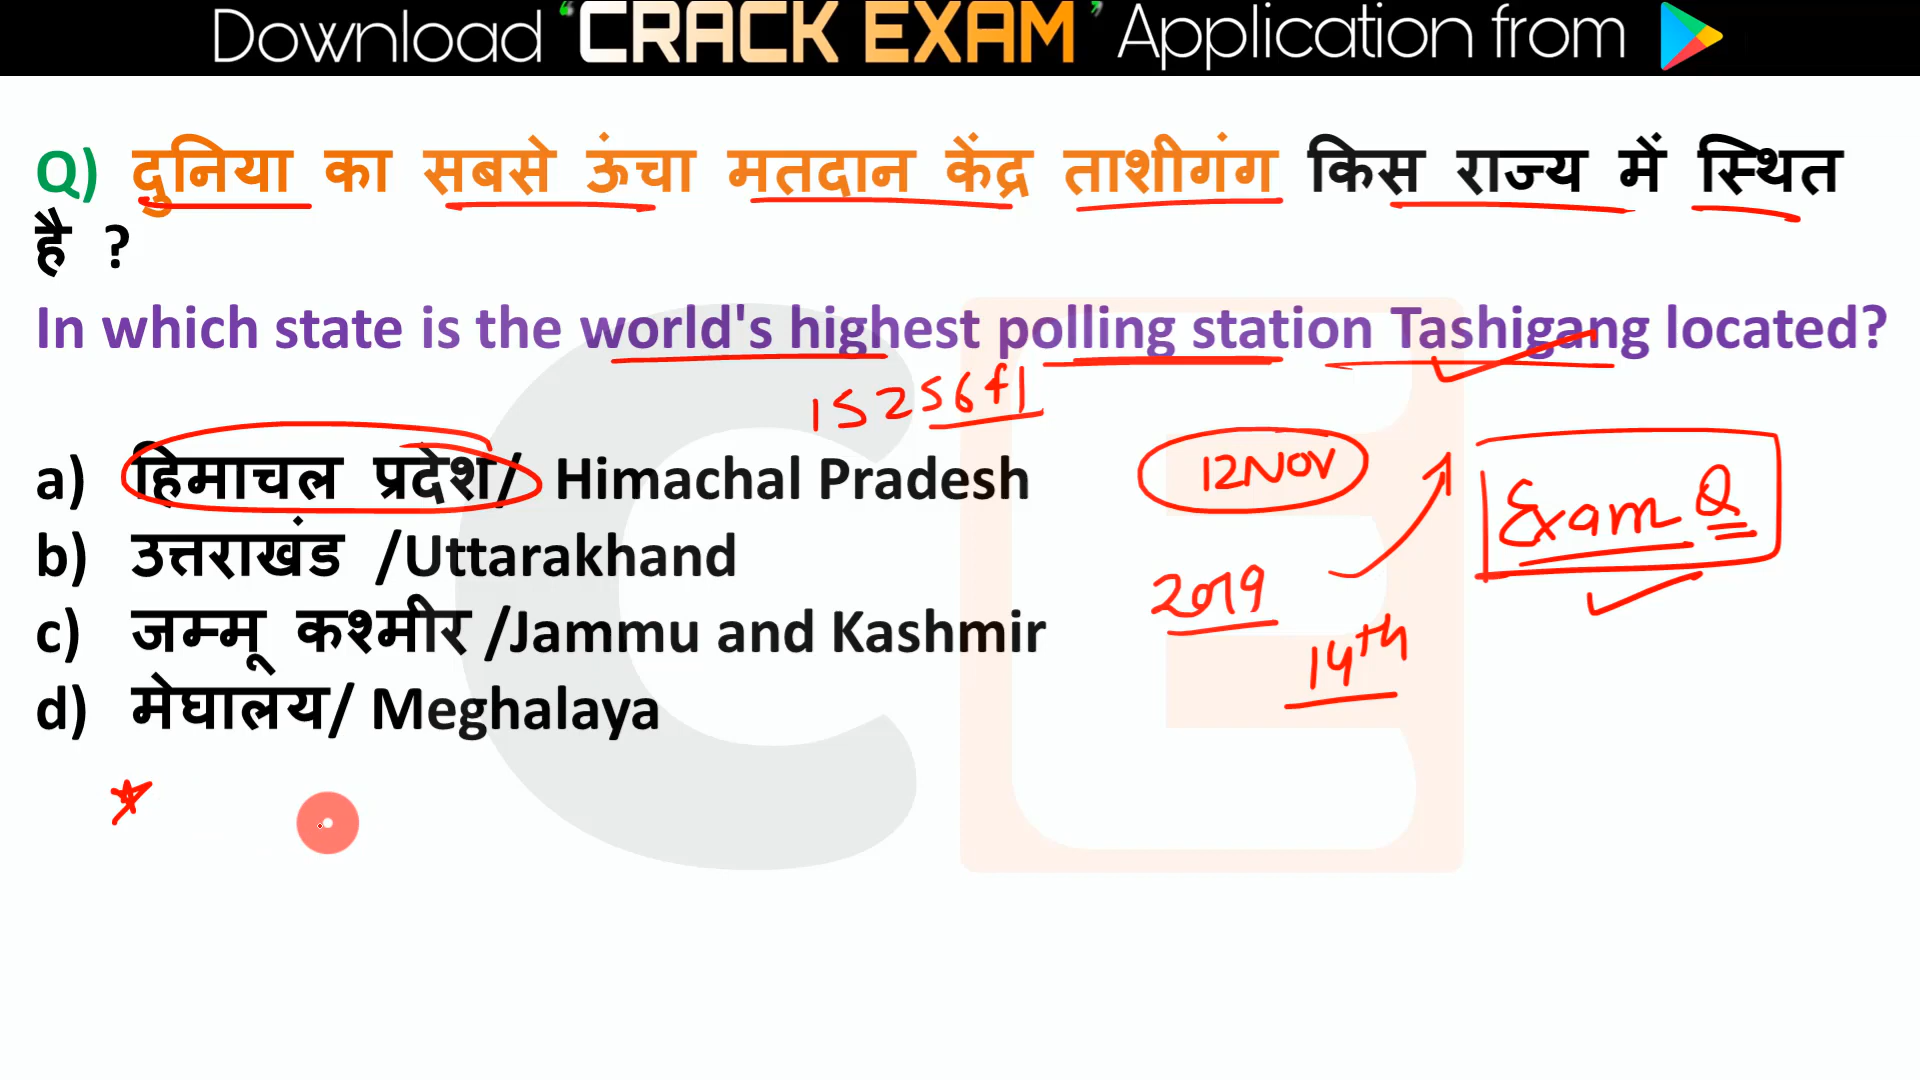 Download “CRACK EXAM” Application from
Q) दुनिया का सबसे ऊंचा मतदान केंद्र ताशीगंग किस राज्य में स्थित
है ?
In which state is the world's highest polling station Tashigang located?
15256f1
a) हिमाचल प्रदेश/ Himachal Pradesh
12NOV
Exam Q
b) उत्तराखंड /Uttarakhand
2019
c) जम्मू कश्मीर /Jammu and Kashmir
14th
d) मेघालय/ Meghalaya